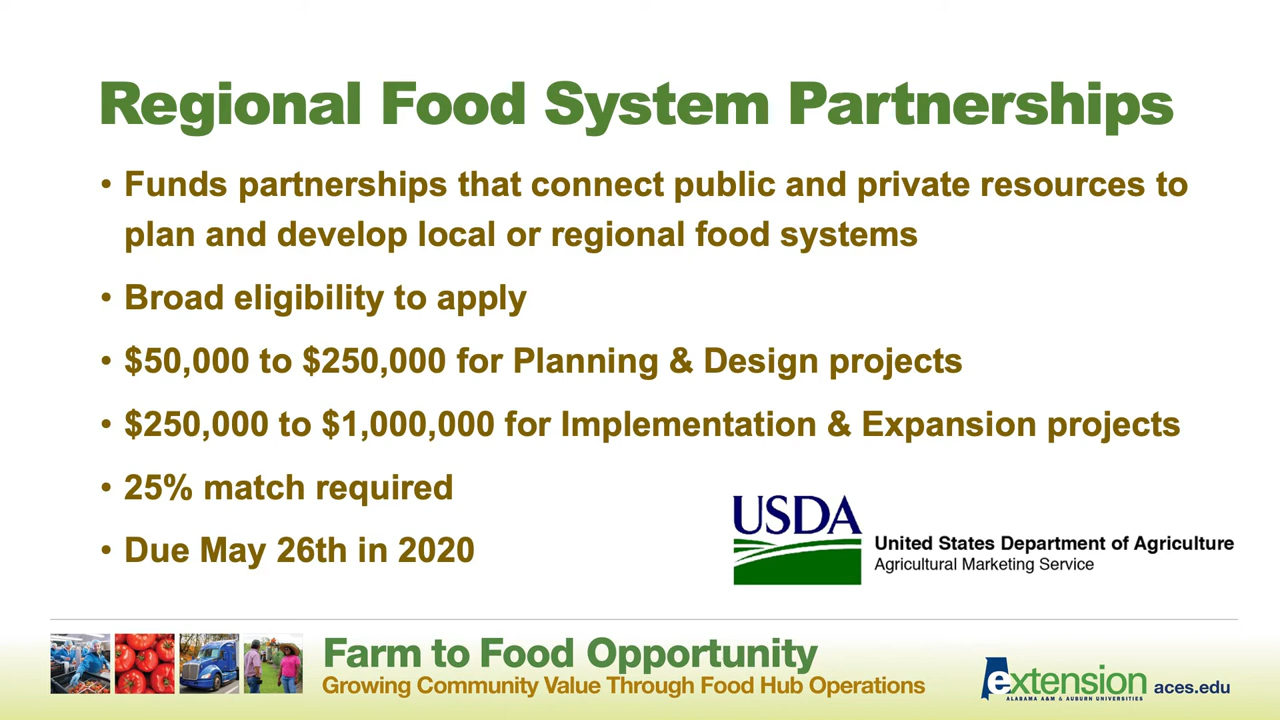 Regional Food System Partnerships
• Funds partnerships that connect public and private resources to
plan and develop local or regional food systems
• Broad eligibility to apply
• $50,000 to $250,000 for Planning & Design projects
• $250,000 to $1,000,000 for Implementation & Expansion projects
• 25% match required
• Due May 26th in 2020
USDA
United States Department of Agriculture
Agricultural Marketing Service
Farm to Food Opportunity
Growing Community Value Through Food Hub Operations
extension
ALABAMA A&M & AUBURN UNIVERSITIES
aces.edu